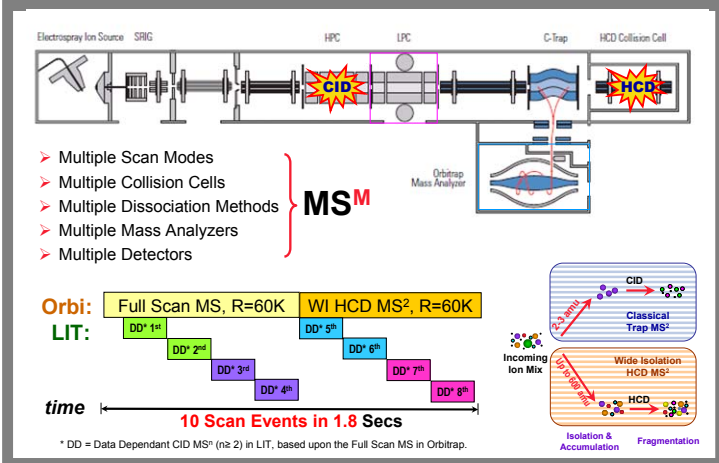 Electrospray Ion Source SRIG HPC LPC C-Trap HCD Collision Cell
CID
HCD
Orbitrap
Mass Analyzer
➤ Multiple Scan Modes
➤ Multiple Collision Cells
➤ Multiple Dissociation Methods
➤ Multiple Mass Analyzers
➤ Multiple Detectors
MSᴹ
Orbi: Full Scan MS, R=60K WI HCD MS², R=60K
LIT:
DD* 1st
DD* 2nd
DD* 3rd
DD* 4th
DD* 5th
DD* 6th
DD* 7th
DD* 8th
time
10 Scan Events in 1.8 Secs
* DD = Data Dependant CID MSⁿ (n≥ 2) in LIT, based upon the Full Scan MS in Orbitrap.
Incoming
Ion Mix
2-3 amu
CID
Classical
Trap MS²
Wide Isolation
HCD MS²
Up to 600 amu
HCD
Isolation &
Accumulation
Fragmentation